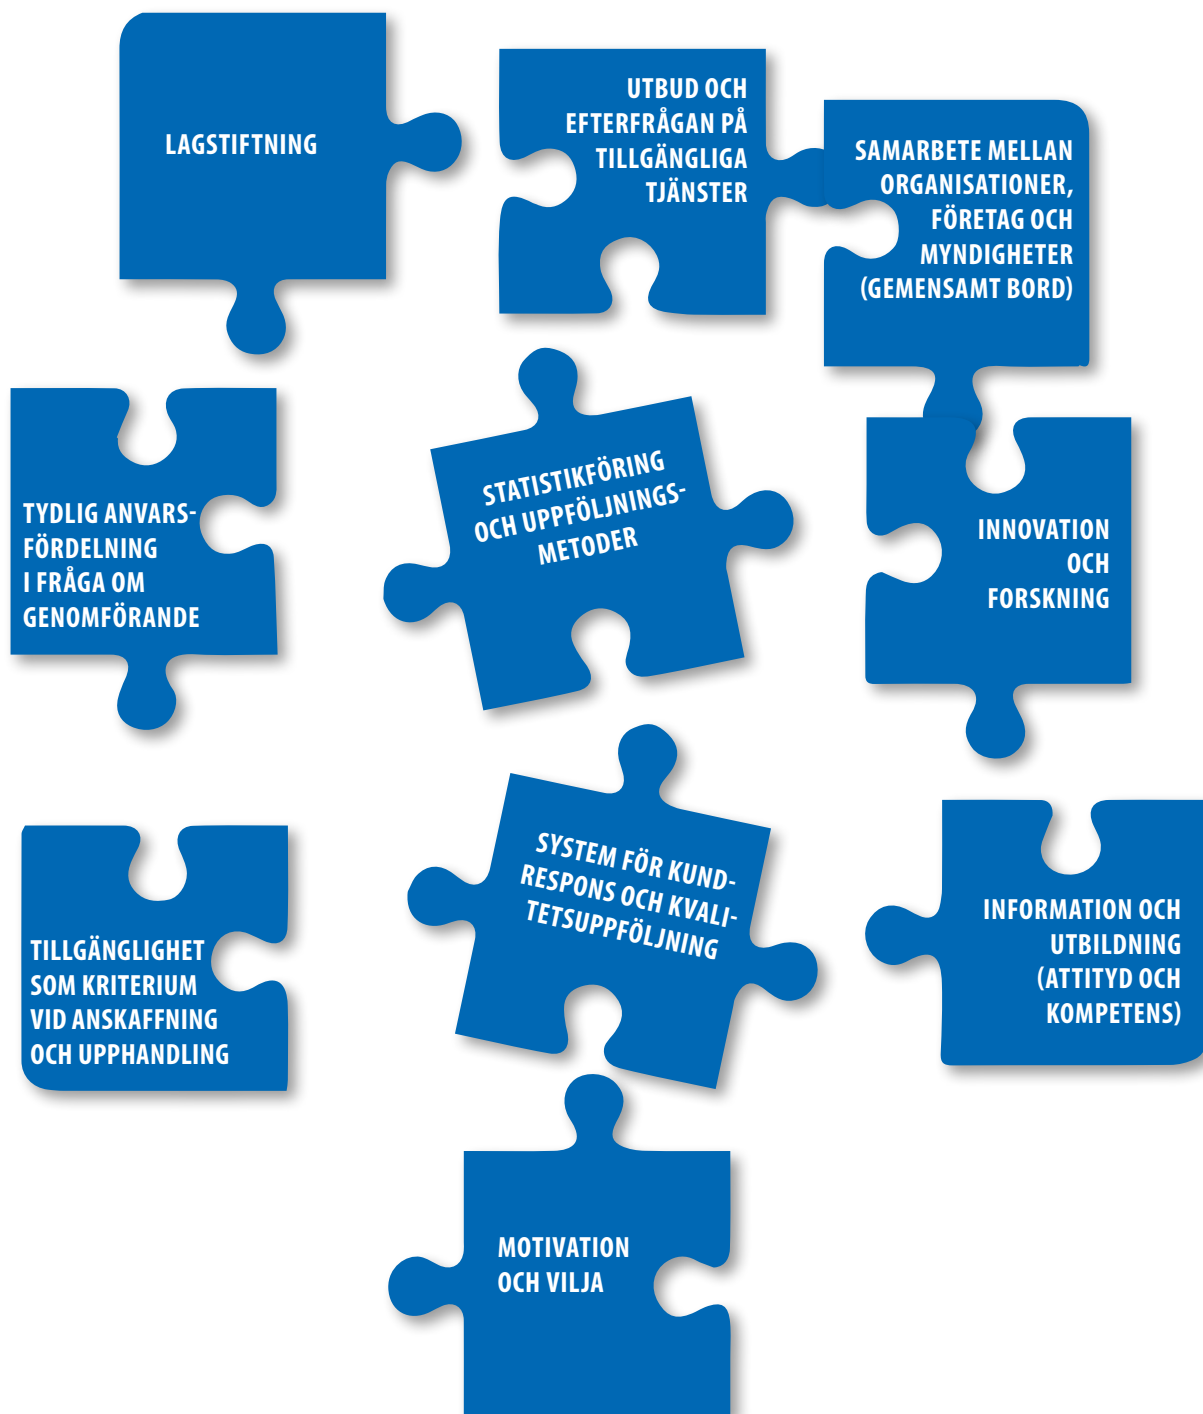 LAGSTIFTNING
UTBUD OCH
EFTERFRÅGAN PÅ
TILLGÄNGLIGA
TJÄNSTER
SAMARBETE MELLAN
ORGANISATIONER,
FÖRETAG OCH
MYNDIGHETER
(GEMENSAMT BORD)
TYDLIG ANVARS-
FÖRDELNING
I FRÅGA OM
GENOMFÖRANDE
STATISTIKFÖRING
OCH UPPFÖLJNINGS-
METODER
INNOVATION
OCH
FORSKNING
TILLGÄNGLIGHET
SOM KRITERIUM
VID ANSKAFFNING
OCH UPPHANDLING
SYSTEM FÖR KUND-
RESPONS OCH KVALI-
TETSUPPFÖLJNING
INFORMATION OCH
UTBILDNING
(ATTITYD OCH
KOMPETENS)
MOTIVATION
OCH VILJA